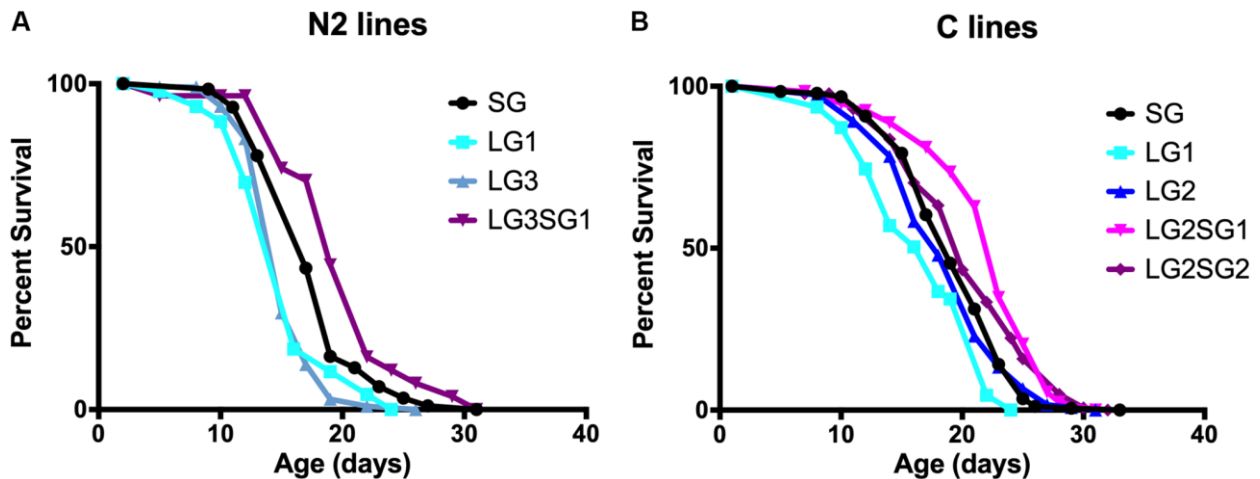 A
N2 lines
Percent Survival
100
50
0
0
10
20
30
40
Age (days)
SG
LG1
LG3
LG3SG1
B
C lines
Percent Survival
100
50
0
0
10
20
30
40
Age (days)
SG
LG1
LG2
LG2SG1
LG2SG2